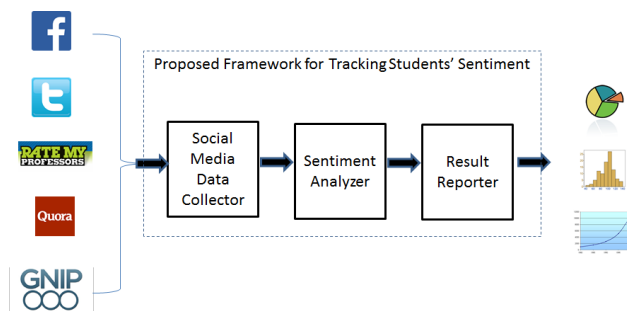 f
Proposed Framework for Tracking Students' Sentiment
RATE MY
PROFESSORS
Quora
GNIP
Social
Media
Data
Collector
Sentiment
Analyzer
Result
Reporter